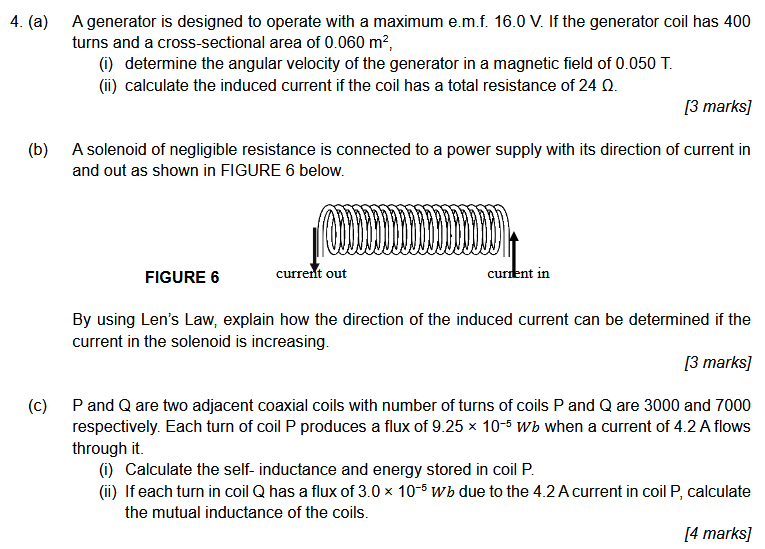 4. (a) A generator is designed to operate with a maximum e.m.f. 16.0 V. If the generator coil has 400
turns and a cross-sectional area of 0.060 m²,
(i) determine the angular velocity of the generator in a magnetic field of 0.050 T.
(ii) calculate the induced current if the coil has a total resistance of 24 Ω.
[3 marks]
(b) A solenoid of negligible resistance is connected to a power supply with its direction of current in
and out as shown in FIGURE 6 below.
FIGURE 6 current out current in
By using Len's Law, explain how the direction of the induced current can be determined if the
current in the solenoid is increasing.
[3 marks]
(c) P and Q are two adjacent coaxial coils with number of turns of coils P and Q are 3000 and 7000
respectively. Each turn of coil P produces a flux of 9.25 × 10⁻⁵ Wb when a current of 4.2 A flows
through it.
(i) Calculate the self- inductance and energy stored in coil P.
(ii) If each turn in coil Q has a flux of 3.0 × 10⁻⁵ Wb due to the 4.2 A current in coil P, calculate
the mutual inductance of the coils.
[4 marks]